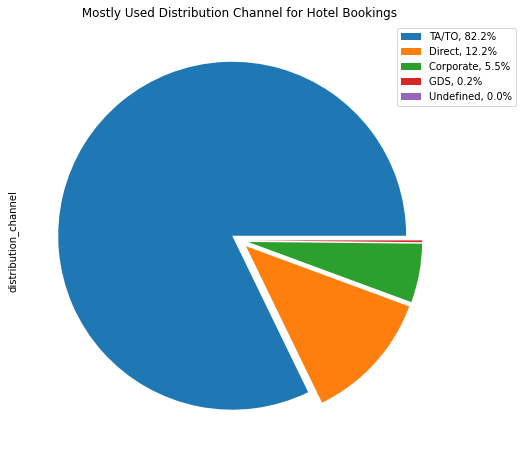 Mostly Used Distribution Channel for Hotel Bookings
TA/TO, 82.2%
Direct, 12.2%
Corporate, 5.5%
GDS, 0.2%
Undefined, 0.0%
distribution_channel